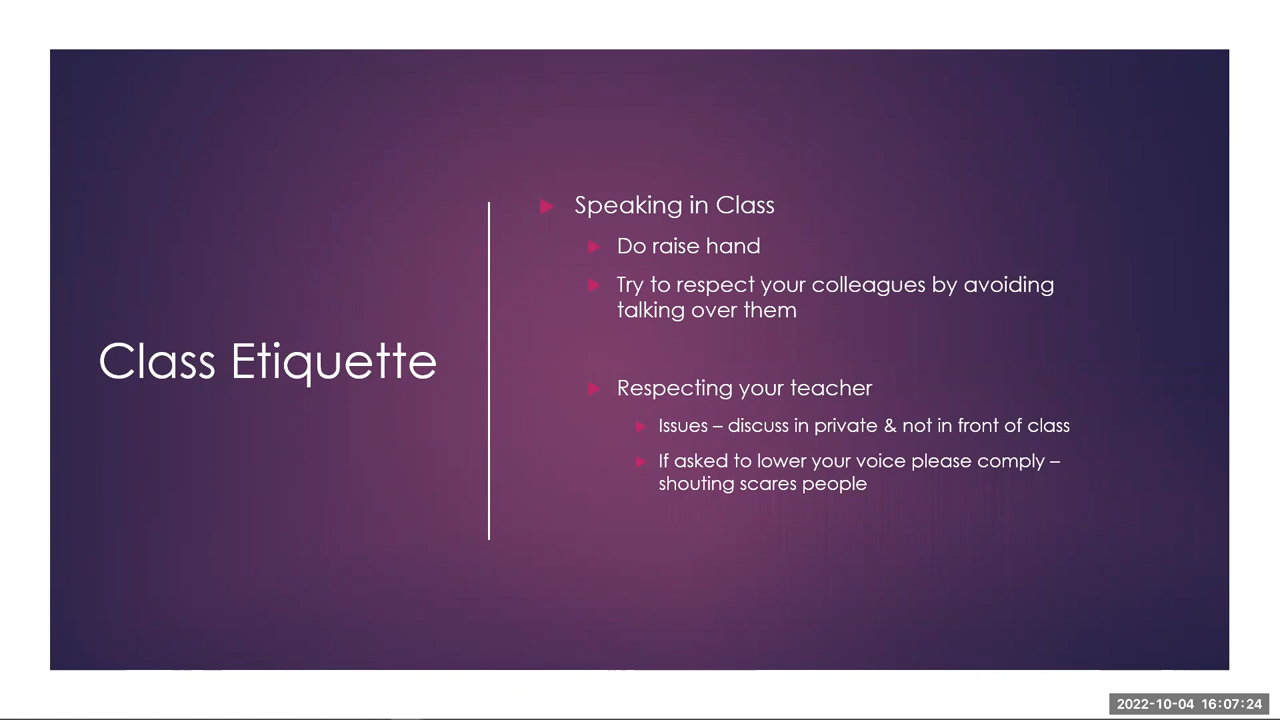 Class Etiquette
Speaking in Class
Do raise hand
Try to respect your colleagues by avoiding
talking over them
Respecting your teacher
Issues – discuss in private & not in front of class
If asked to lower your voice please comply –
shouting scares people
2022-10-04 16:07:24